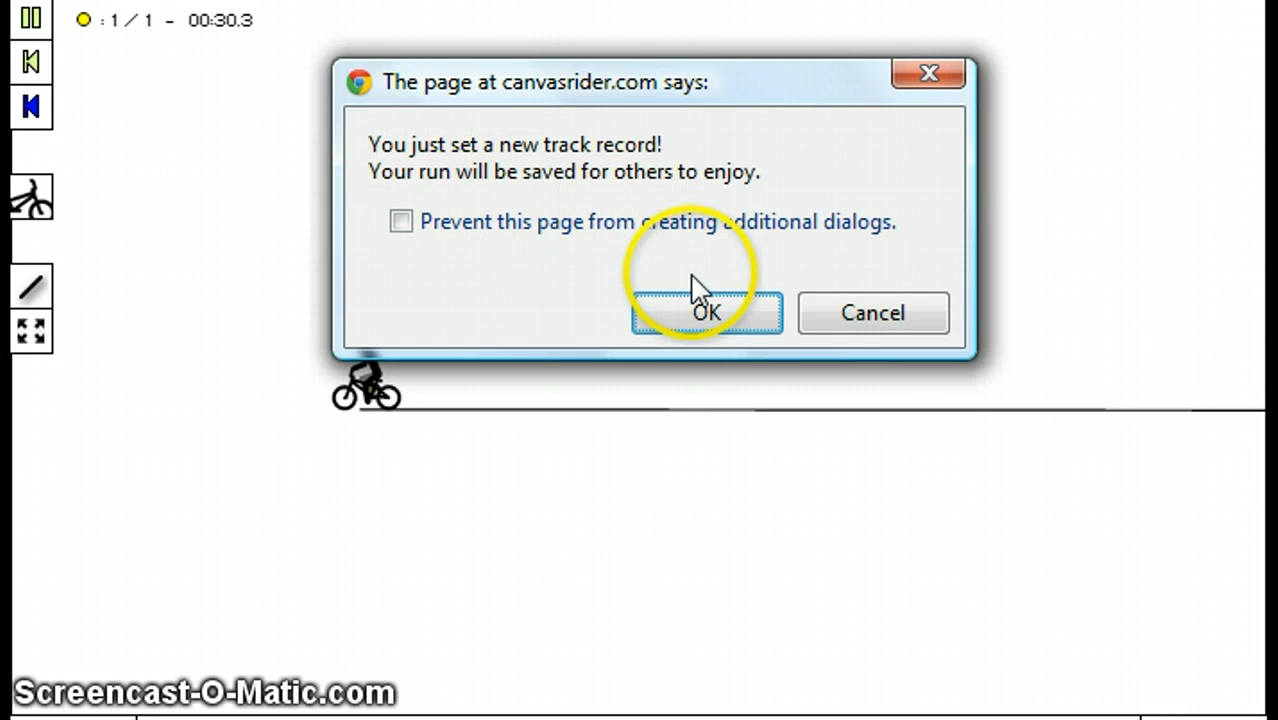 : 1 / 1 - 00:30.3
The page at canvasrider.com says:
You just set a new track record!
Your run will be saved for others to enjoy.
Prevent this page from creating additional dialogs.
OK
Cancel
Screencast-O-Matic.com